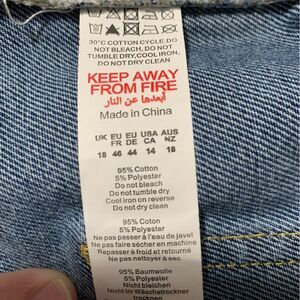 30°C COTTON CYCLE.DO
NOT BLEACH, DO NOT
TUMBLE DRY,COOL IRON.
DO NOT DRY CLEAN
KEEP AWAY
FROM FIRE
أبعدها عن النار
Made in China
UK EU EU USA AUS
FR DE CA NZ
18 46 44 14 18
95% Cotton
5% Polyester
Do not bleach
Do not tumble dry
Cool iron on reverse
Do not dry clean
95% Coton
5% Polyester
Ne pas passer à l'eau de javel
Ne pas faire sécher en machine
Repasser à froid et retourné
Ne pas nettoyer à sec
95% Baumwolle
5% Polyester
Nicht bleichen
Nicht im Wäschetrockner
trocknen